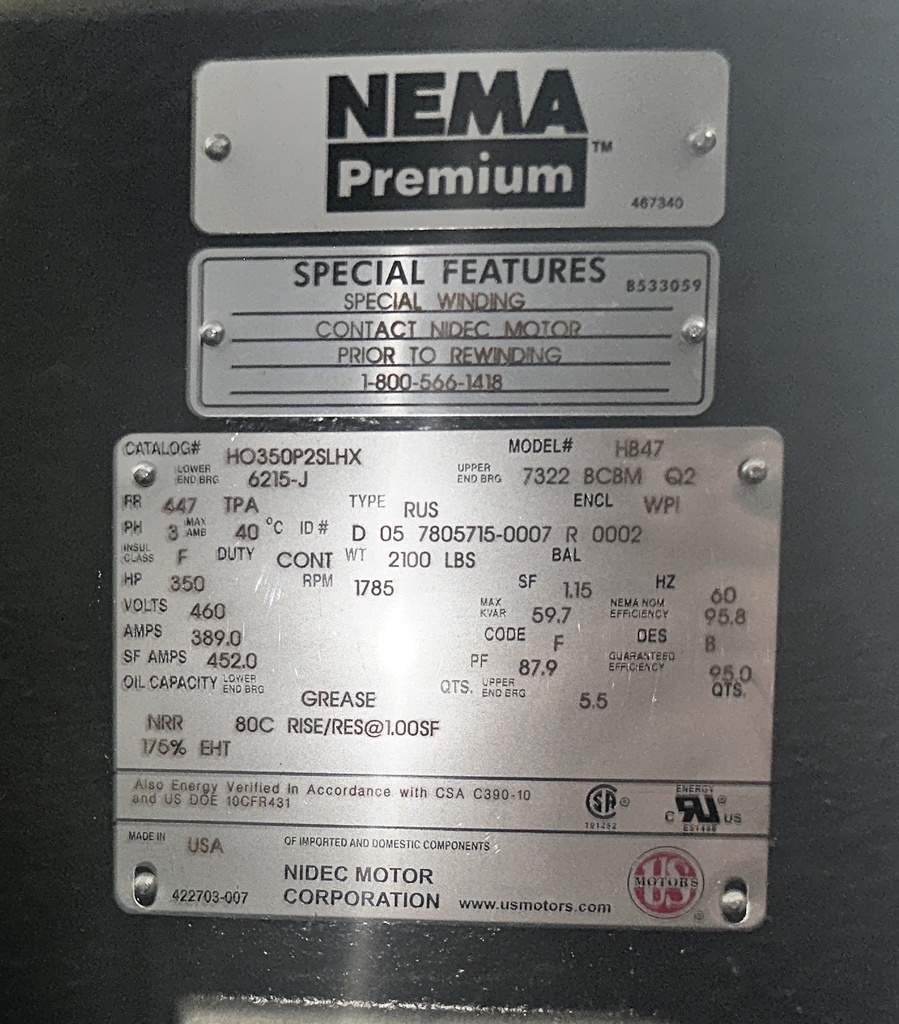 NEMA
Premium ™
467340
SPECIAL FEATURES B533059
SPECIAL WINDING
CONTACT NIDEC MOTOR
PRIOR TO REWINDING
1-800-566-1418
CATALOG# HO350P2SLHX MODEL# HB47
LOWER END BRG 6215-J UPPER END BRG 7322 BCBM Q2
FR 447 TPA TYPE RUS ENCL WPI
PH 3 MAX AMB 40 °C ID# D 05 7805715-0007 R 0002
INSUL CLASS F DUTY CONT WT 2100 LBS BAL
HP 350 RPM 1785 SF 1.15 HZ 60
VOLTS 460 MAX KVAR 59.7 NEMA NOM EFFICIENCY 95.8
AMPS 389.0 CODE F DES B
SF AMPS 452.0 PF 87.9 GUARANTEED EFFICIENCY 95.0
OIL CAPACITY LOWER END BRG GREASE QTS. UPPER END BRG 5.5 QTS.
NRR 80C RISE/RES@1.00SF
175% EHT
Also Energy Verified In Accordance with CSA C390-10
and US DOE 10CFR431
SA ®
191252
ENERGY
C RU ® US
MADE IN USA OF IMPORTED AND DOMESTIC COMPONENTS
NIDEC MOTOR
422703-007 CORPORATION www.usmotors.com
US MOTORS ®